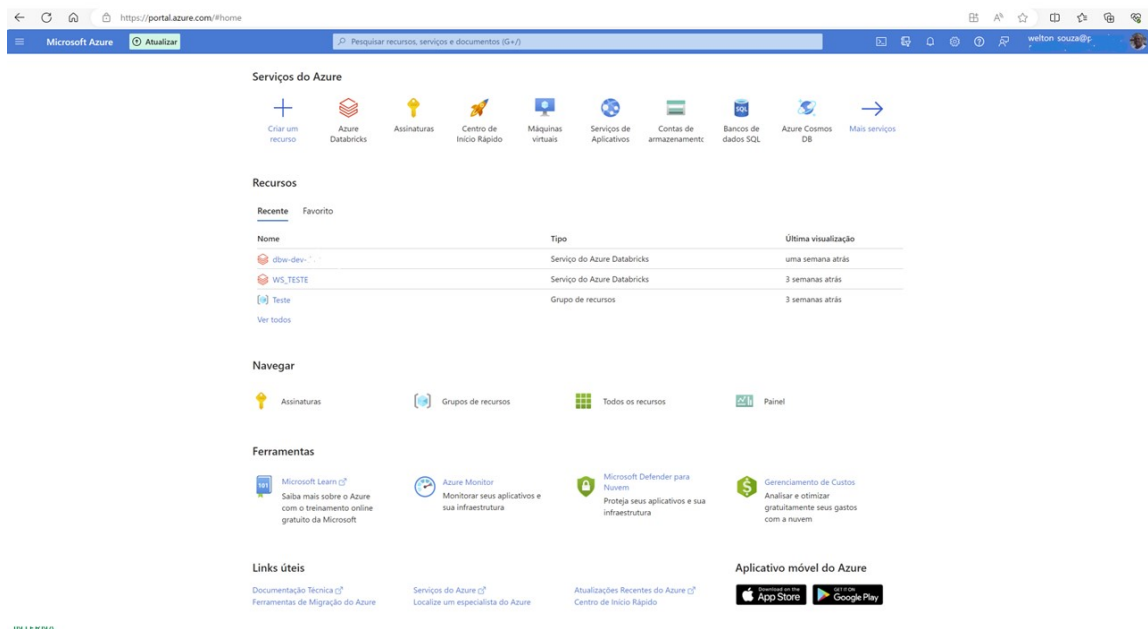 https://portal.azure.com/#home
Microsoft Azure
Atualizar
Pesquisar recursos, serviços e documentos (G+/)
welton souza@p
Serviços do Azure
Criar um recurso
Azure Databricks
Assinaturas
Centro de Início Rápido
Máquinas virtuais
Serviços de Aplicativos
Contas de armazenamento
Bancos de dados SQL
Azure Cosmos DB
Mais serviços
Recursos
Recente Favorito
Nome Tipo Última visualização
dbw-dev- Serviço do Azure Databricks uma semana atrás
WS_TESTE Serviço do Azure Databricks 3 semanas atrás
Teste Grupo de recursos 3 semanas atrás
Ver todos
Navegar
Assinaturas Grupos de recursos Todos os recursos Painel
Ferramentas
Microsoft Learn
Saiba mais sobre o Azure
com o treinamento online
gratuito da Microsoft
Azure Monitor
Monitorar seus aplicativos e
sua infraestrutura
Microsoft Defender para
Nuvem
Proteja seus aplicativos e sua
infraestrutura
Gerenciamento de Custos
Analisar e otimizar
gratuitamente seus gastos
com a nuvem
Links úteis
Documentação Técnica
Ferramentas de Migração do Azure
Serviços do Azure
Localize um especialista do Azure
Atualizações Recentes do Azure
Centro de Início Rápido
Aplicativo móvel do Azure
Download on the
App Store
GET IT ON
Google Play